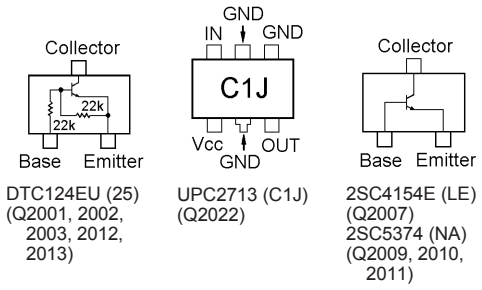 Collector
22k
22k
Base Emitter
DTC124EU (25)
(Q2001, 2002,
2003, 2012,
2013)
GND
IN GND
C1J
Vcc OUT
GND
UPC2713 (C1J)
(Q2022)
Collector
Base Emitter
2SC4154E (LE)
(Q2007)
2SC5374 (NA)
(Q2009, 2010,
2011)